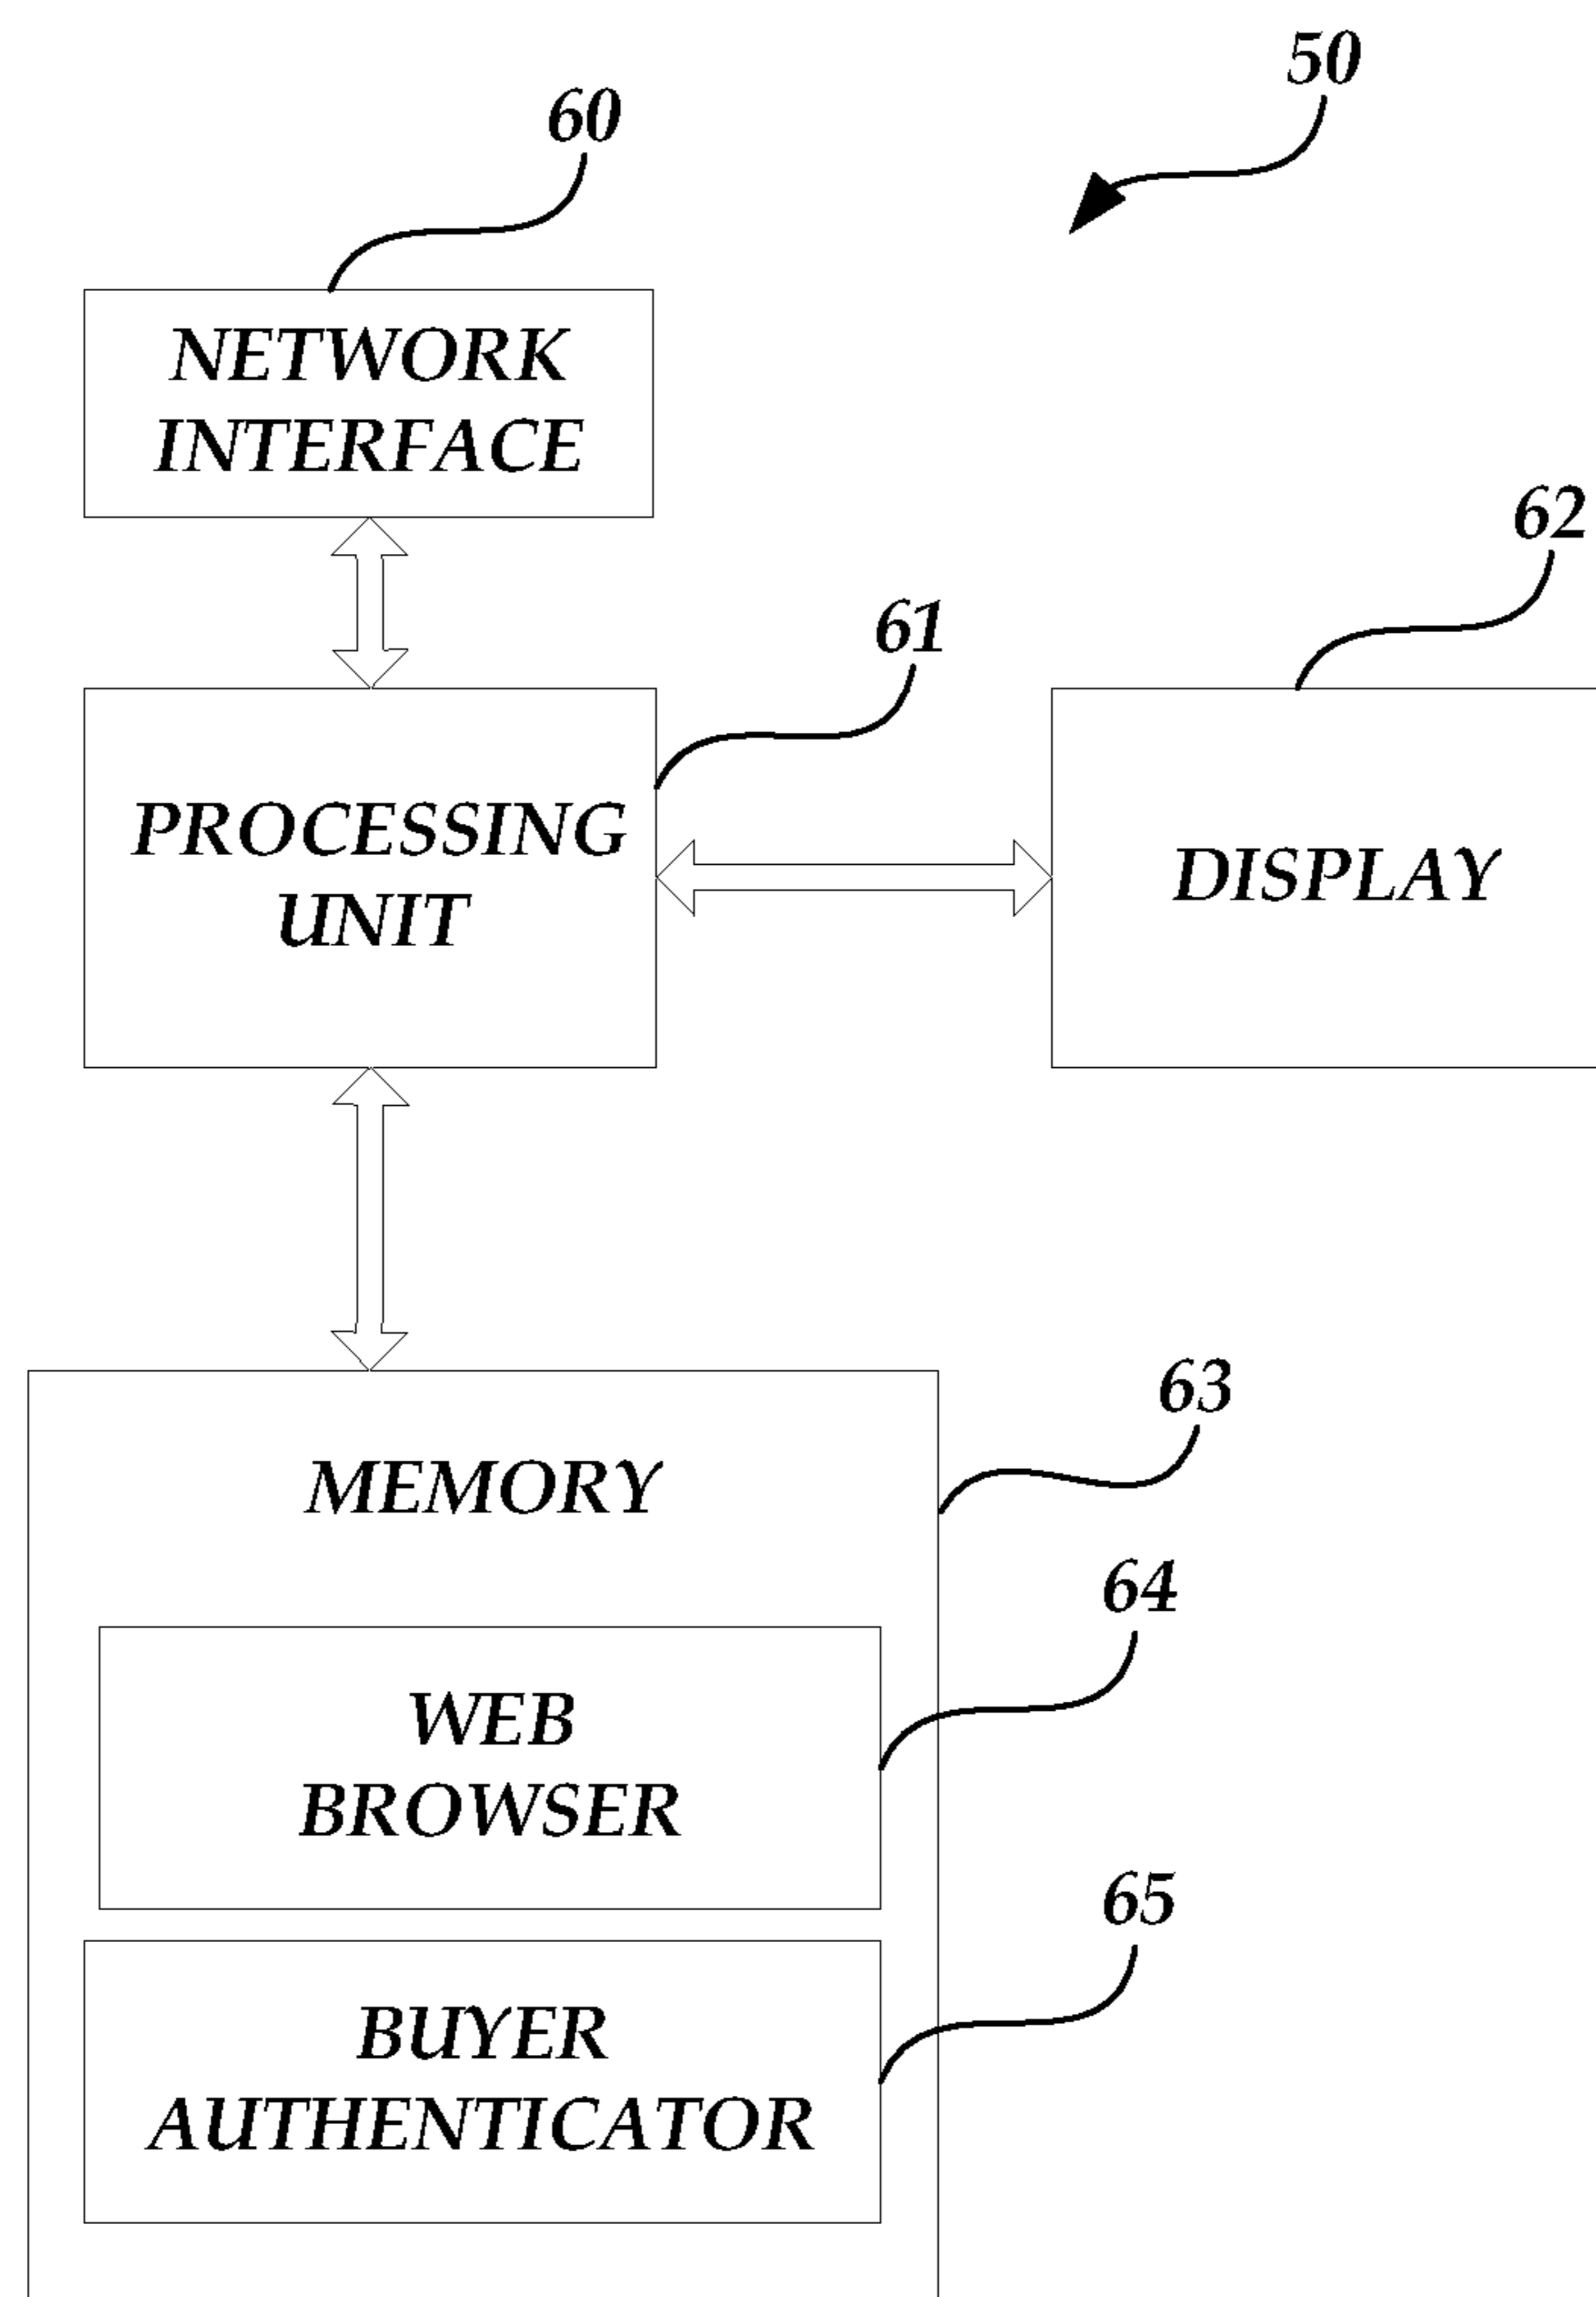 50
60
NETWORK
INTERFACE
62
61
PROCESSING
UNIT
DISPLAY
63
MEMORY
64
WEB
BROWSER
65
BUYER
AUTHENTICATOR